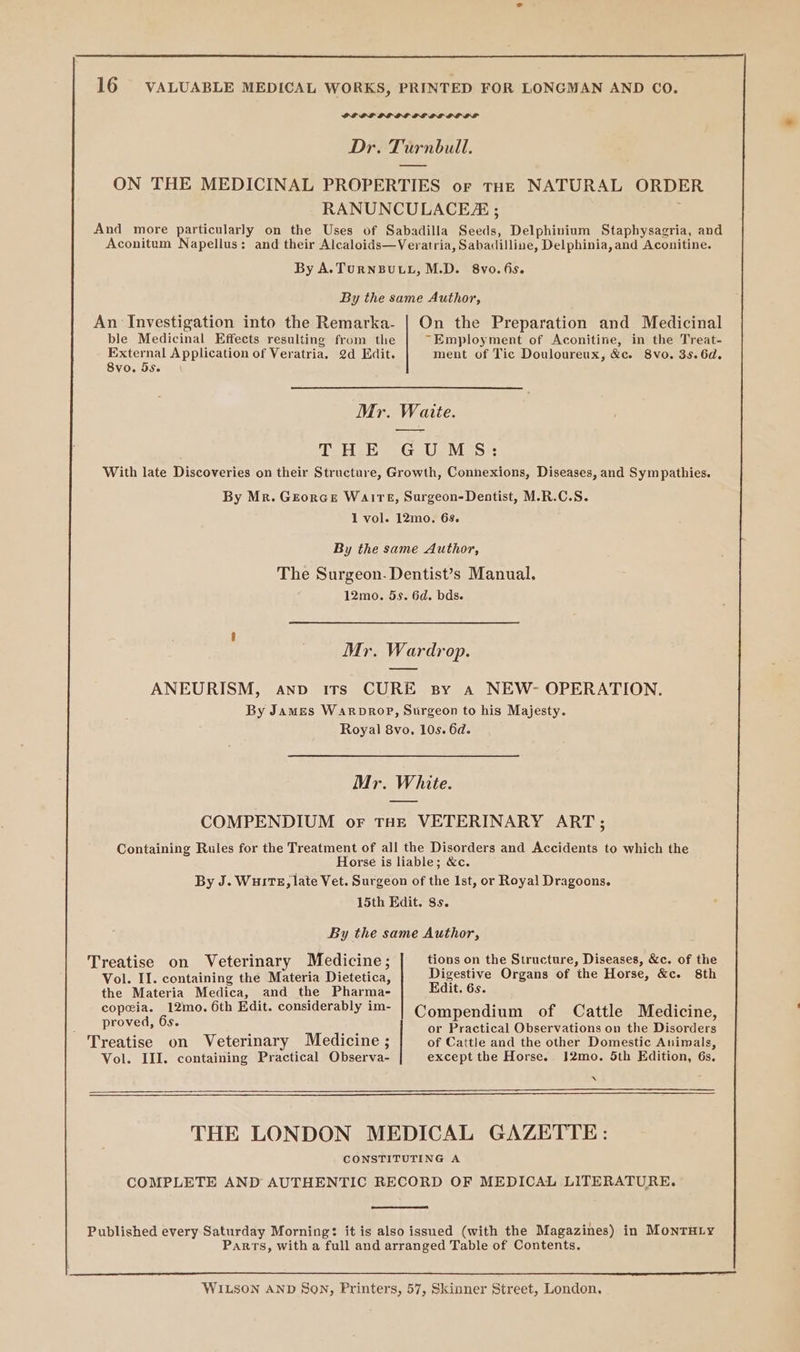 16 VALUABLE MEDICAL WORKS, PRINTED FOR LONGMAN AND CO.
Dr. Turnbull.
ON THE MEDICINAL PROPERTIES OF THE NATURAL ORDER
RANUNCULACEÆ;
And more particularly on the Uses of Sabadilla Seeds, Delphinium Staphysagria, and
Aconitum Napellus: and their Alcaloids—Veratria, Sabadilline, Delphinia, and Aconitine.
By A. TURNBULL, M.D. 8vo. 6s.
By the same Author,
An Investigation into the Remarka-
ble Medicinal Effects resulting from the
External Application of Veratria. 2d Edit.
8vo. 5s.
On the Preparation and Medicinal
Employment of Aconitine, in the Treat-
ment of Tic Douloureux, &c. 8vo. 3s. 6d.
Mr. Waite.
THE GUMS:
With late Discoveries on their Structure, Growth, Connexions, Diseases, and Sympathies.
By MR. GEORGE WAITE, Surgeon-Dentist, M.R.C.S.
1 vol. 12mo. 6s.
By the same Author,
The Surgeon-Dentist's Manual.
12mo. 5s. 6d. bds.
Mr. Wardrop.
ANEURISM, AND ITS CURE BY A NEW OPERATION.
By JAMES WARDROP, Surgeon to his Majesty.
Royal 8vo. 10s. 6d.
Mr. White.
COMPENDIUM OF THE VETERINARY ART;
Containing Rules for the Treatment of all the Disorders and Accidents to which the
Horse is liable; &c.
By J. WHITE, late Vet. Surgeon of the 1st, or Royal Dragoons.
15th Edit. 8s.
By the same Author,
Treatise on Veterinary Medicine;
Vol. II. containing the Materia Dietetica,
the Materia Medica, and the Pharma-
copœia. 12mo. 6th Edit. considerably im-
proved, 6s.
Treatise on Veterinary Medicine;
Vol. III. containing Practical Observa-
tions on the Structure, Diseases, &c. of the
Digestive Organs of the Horse, &c. 8th
Edit. 6s.
Compendium of Cattle Medicine,
or Practical Observations on the Disorders
of Cattle and the other Domestic Animals,
except the Horse. 12mo. 5th Edition, 6s.
THE LONDON MEDICAL GAZETTE:
CONSTITUTING A
COMPLETE AND AUTHENTIC RECORD OF MEDICAL LITERATURE.
Published every Saturday Morning: it is also issued (with the Magazines) in MONTHLY
PARTS, with a full and arranged Table of Contents.
WILSON AND SON, Printers, 57, Skinner Street, London.